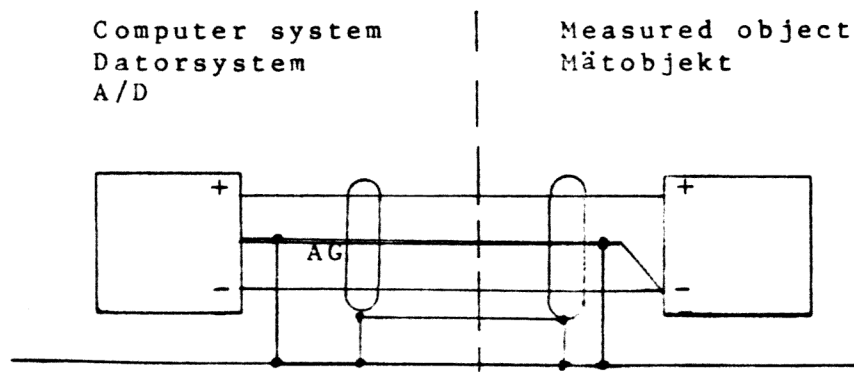 Computer system
Datorsystem
A/D
Measured object
Mätobjekt
+
+
AG
-
-